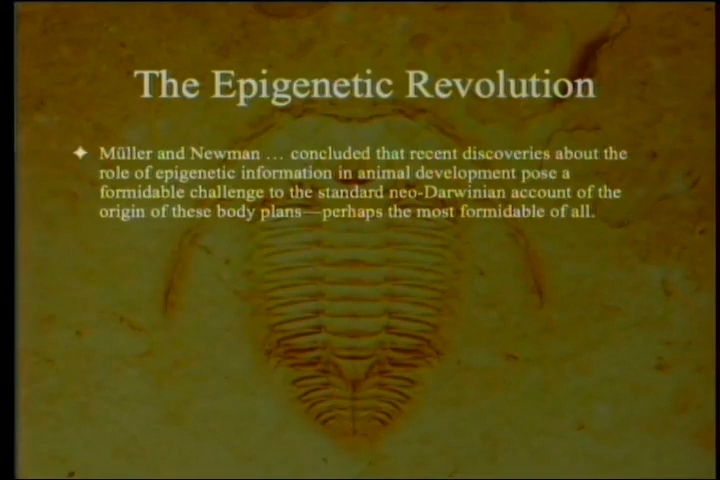 The Epigenetic Revolution
Müller and Newman … concluded that recent discoveries about the
role of epigenetic information in animal development pose a
formidable challenge to the standard neo-Darwinian account of the
origin of these body plans—perhaps the most formidable of all.